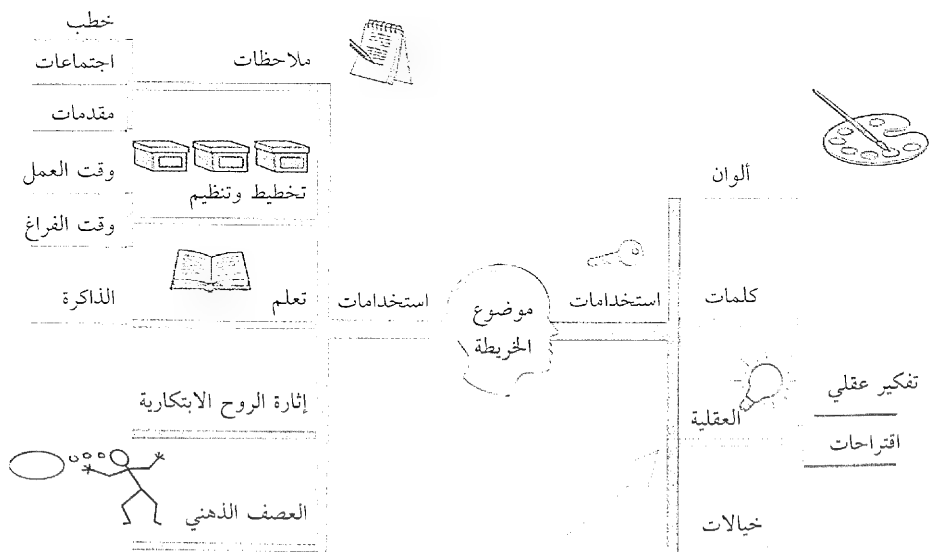 موضوع
الخريطة
استخدامات
ألوان
كلمات
العقلية
تفكير عقلي
اقتراحات
خيالات
استخدامات
ملاحظات
خطب
اجتماعات
مقدمات
تخطيط وتنظيم
وقت العمل
وقت الفراغ
تعلم
الذاكرة
إثارة الروح الابتكارية
العصف الذهني